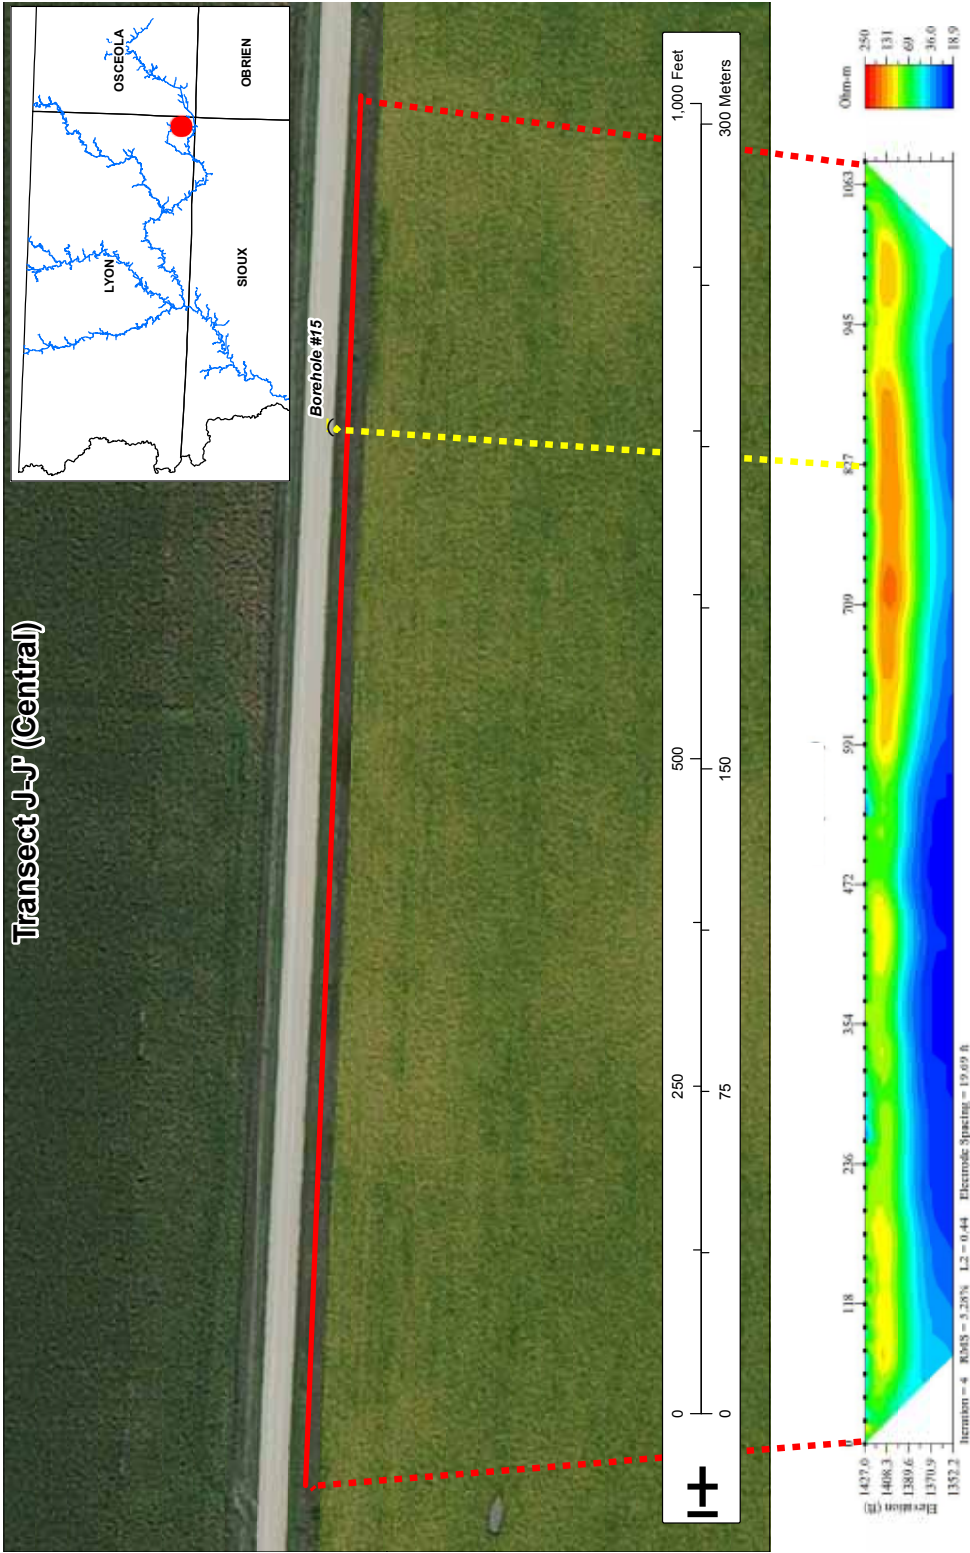 Transect J-J' (Central)
OSCEOLA
LYON
OBRIEN
SIOUX
Borehole #15
0 250 500 1,000 Feet
0 75 150 300 Meters
Ohm-m
250
131
69
36.0
18.9
0 118 236 354 472 591 709 827 945 1063
Elevation (ft)
1427.0
1408.3
1389.6
1370.9
1352.2
Iteration = 4 RMS = 3.28% L2 = 0.44 Electrode Spacing = 19.69 ft